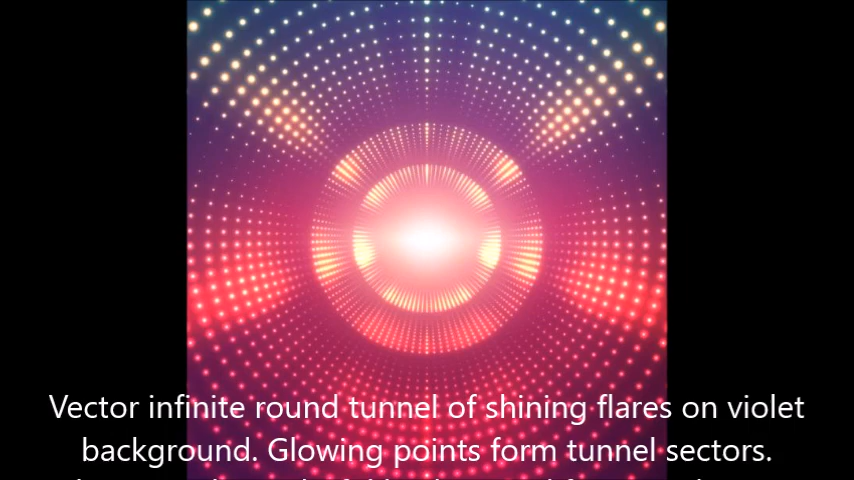 Vector infinite round tunnel of shining flares on violet
background. Glowing points form tunnel sectors.